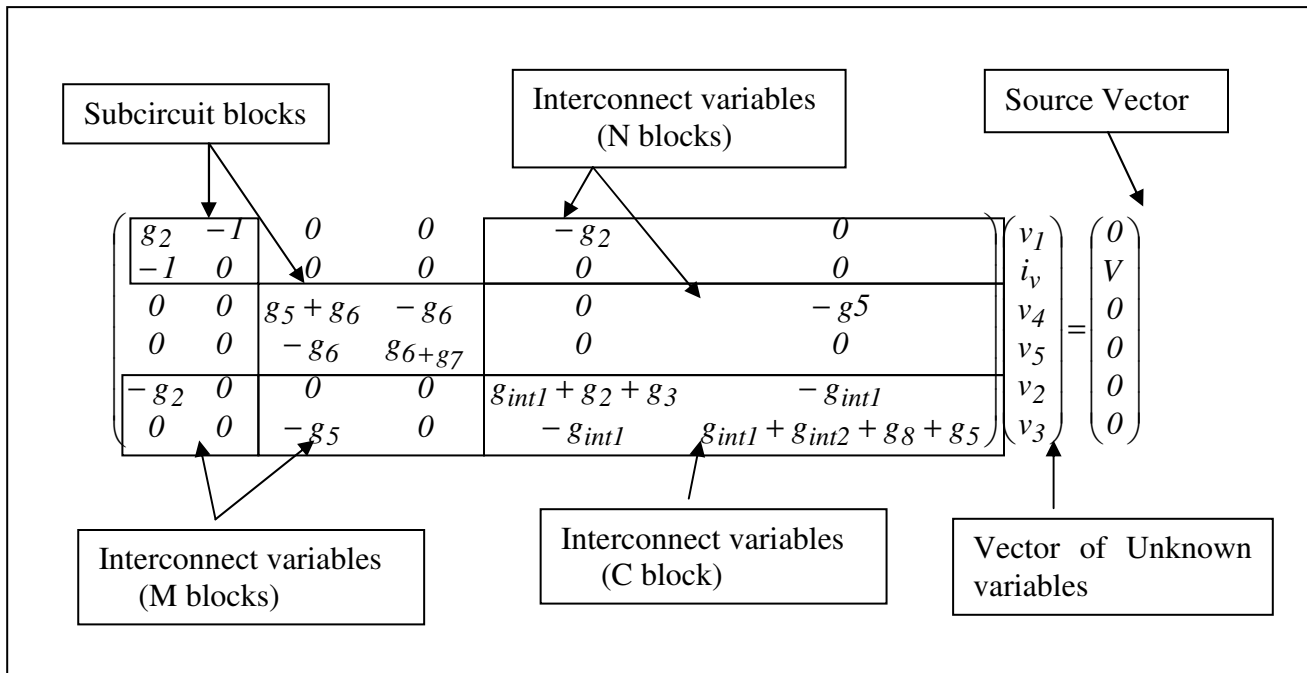 Subcircuit blocks
Interconnect variables
(N blocks)
Source Vector
g2 −1 0 0 −g2 0 v1 0
−1 0 0 0 0 0 iv V
0 0 g5 + g6 −g6 0 −g5 v4 = 0
0 0 −g6 g6+g7 0 0 v5 0
−g2 0 0 0 gint1 + g2 + g3 −gint1 v2 0
0 0 −g5 0 −gint1 gint1 + gint2 + g8 + g5 v3 0
Interconnect variables
(M blocks)
Interconnect variables
(C block)
Vector of Unknown
variables